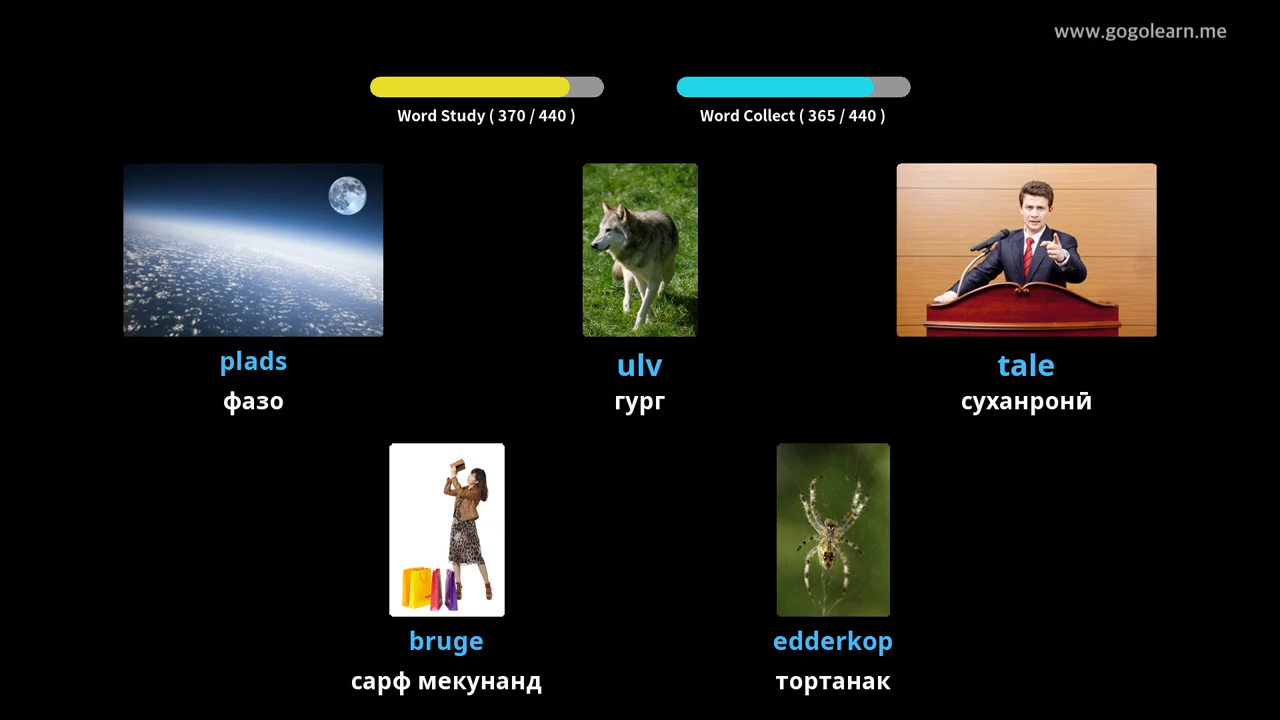 www.gogolearn.me
Word Study ( 370 / 440 )
Word Collect ( 365 / 440 )
plads
ulv
tale
фазо
гург
суханронӣ
bruge
edderkop
сарф мекунанд
тортанак